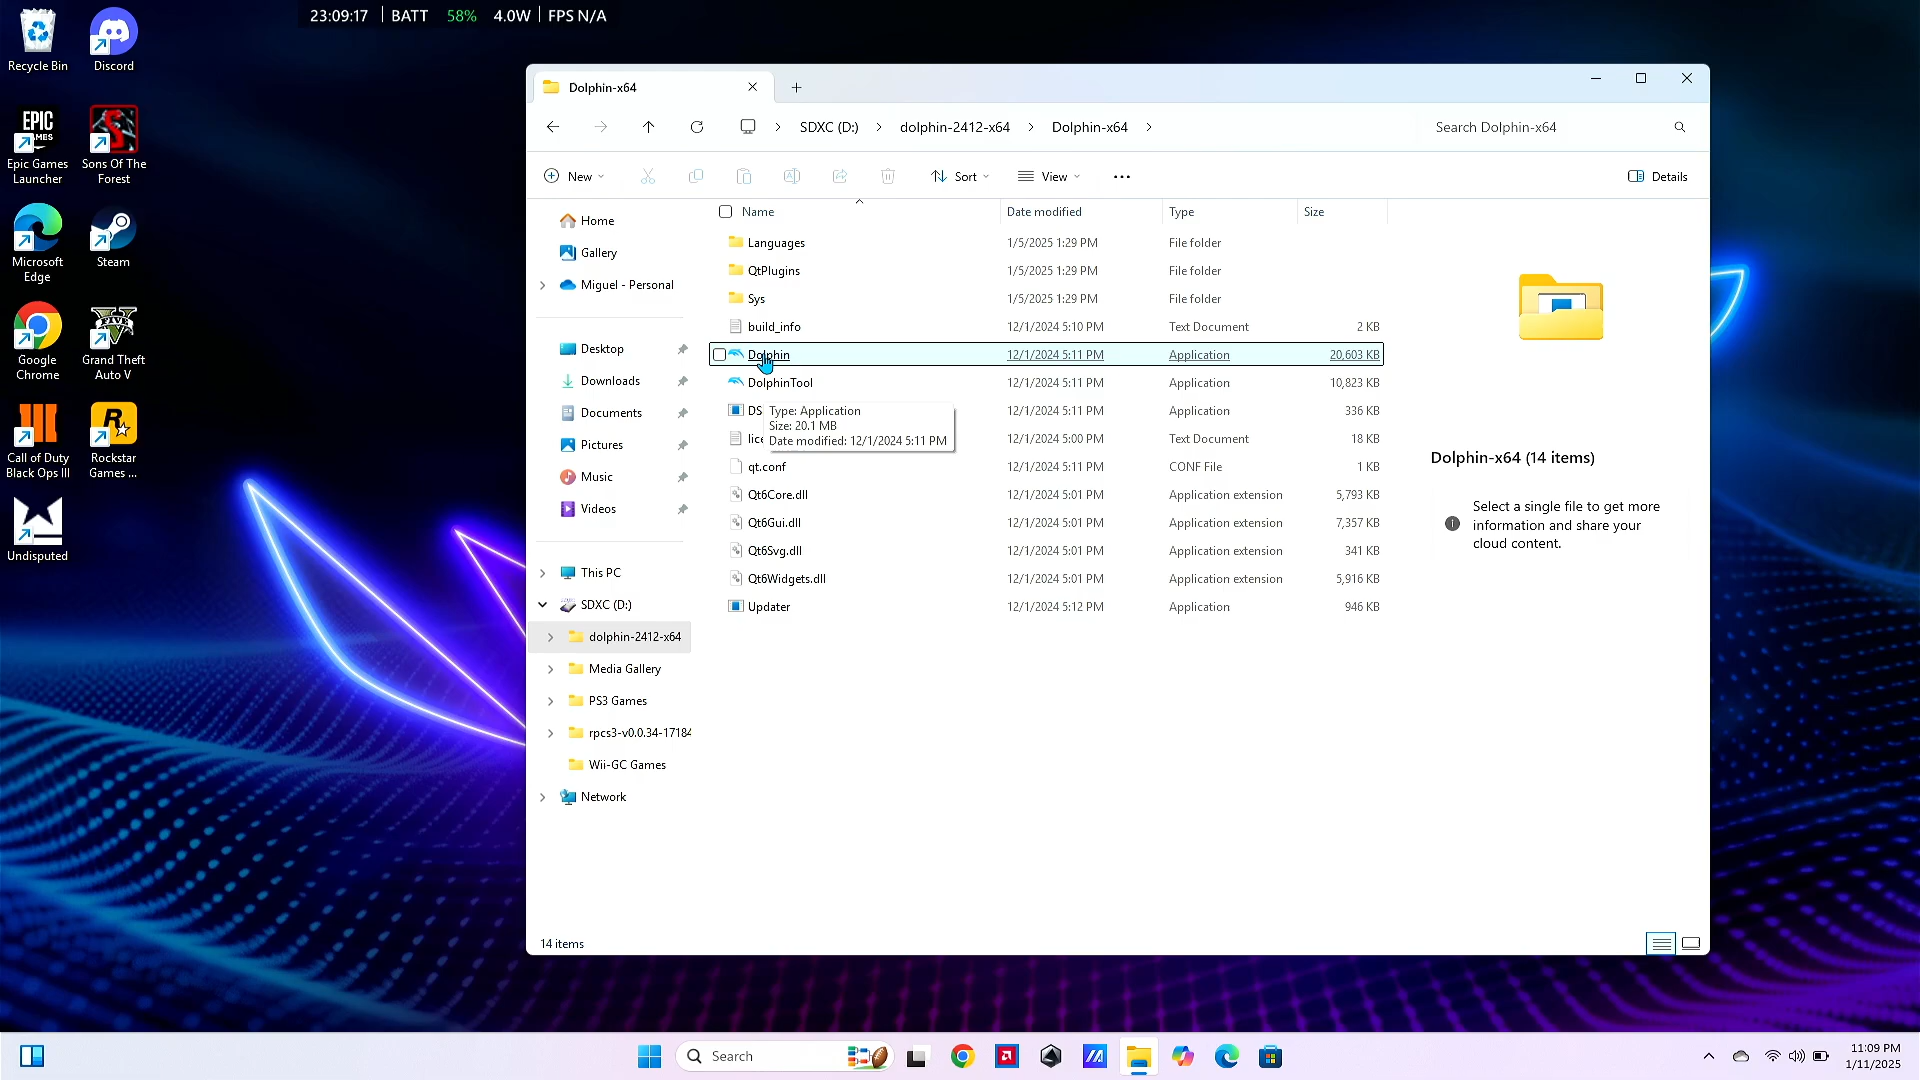 23:09:17 BATT 58% 4.0W FPS N/A
Recycle Bin
Discord
EPIC
GAMES
Epic Games
Launcher
Sons Of The
Forest
Microsoft
Edge
Steam
Google
Chrome
Grand Theft
Auto V
Call of Duty
Black Ops III
Rockstar
Games ...
Undisputed
Dolphin-x64
SDXC (D:) > dolphin-2412-x64 > Dolphin-x64 >
Search Dolphin-x64
New
Sort
View
Details
Home
Gallery
Miguel - Personal
Desktop
Downloads
Documents
Pictures
Music
Videos
This PC
SDXC (D:)
dolphin-2412-x64
Media Gallery
PS3 Games
rpcs3-v0.0.34-17184
Wii-GC Games
Network
Name Date modified Type Size
Languages 1/5/2025 1:29 PM File folder
QtPlugins 1/5/2025 1:29 PM File folder
Sys 1/5/2025 1:29 PM File folder
build_info 12/1/2024 5:10 PM Text Document 2 KB
Dolphin 12/1/2024 5:11 PM Application 20,603 KB
DolphinTool 12/1/2024 5:11 PM Application 10,823 KB
DS 12/1/2024 5:11 PM Application 336 KB
lice 12/1/2024 5:00 PM Text Document 18 KB
Type: Application
Size: 20.1 MB
Date modified: 12/1/2024 5:11 PM
qt.conf 12/1/2024 5:11 PM CONF File 1 KB
Qt6Core.dll 12/1/2024 5:01 PM Application extension 5,793 KB
Qt6Gui.dll 12/1/2024 5:01 PM Application extension 7,357 KB
Qt6Svg.dll 12/1/2024 5:01 PM Application extension 341 KB
Qt6Widgets.dll 12/1/2024 5:01 PM Application extension 5,916 KB
Updater 12/1/2024 5:12 PM Application 946 KB
Dolphin-x64 (14 items)
Select a single file to get more
information and share your
cloud content.
14 items
Search
11:09 PM
1/11/2025